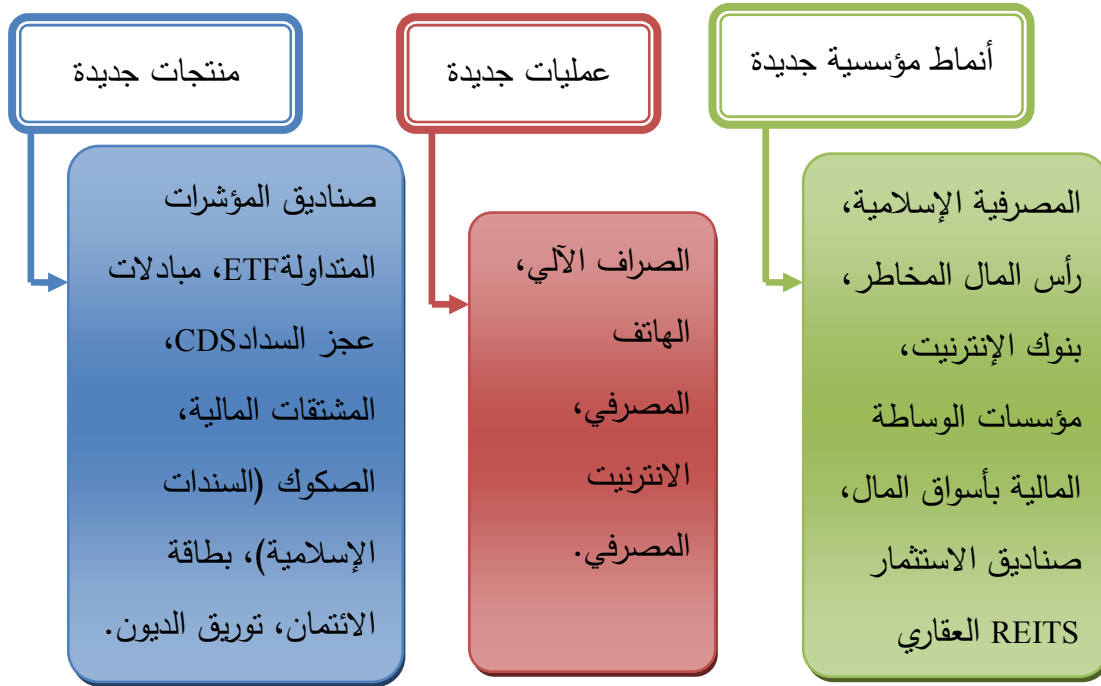 أنماط مؤسسية جديدة
المصرفية الإسلامية،
رأس المال المخاطر،
بنوك الإنترنيت،
مؤسسات الوساطة
المالية بأسواق المال،
صناديق الاستثمار
العقاري REITS
عمليات جديدة
الصراف الآلي،
الهاتف
المصرفي،
الانترنيت
المصرفي.
منتجات جديدة
صناديق المؤشرات
المتداولةETF، مبادلات
عجز السدادCDS،
المشتقات المالية،
الصكوك (السندات
الإسلامية)، بطاقة
الائتمان، توريق الديون.